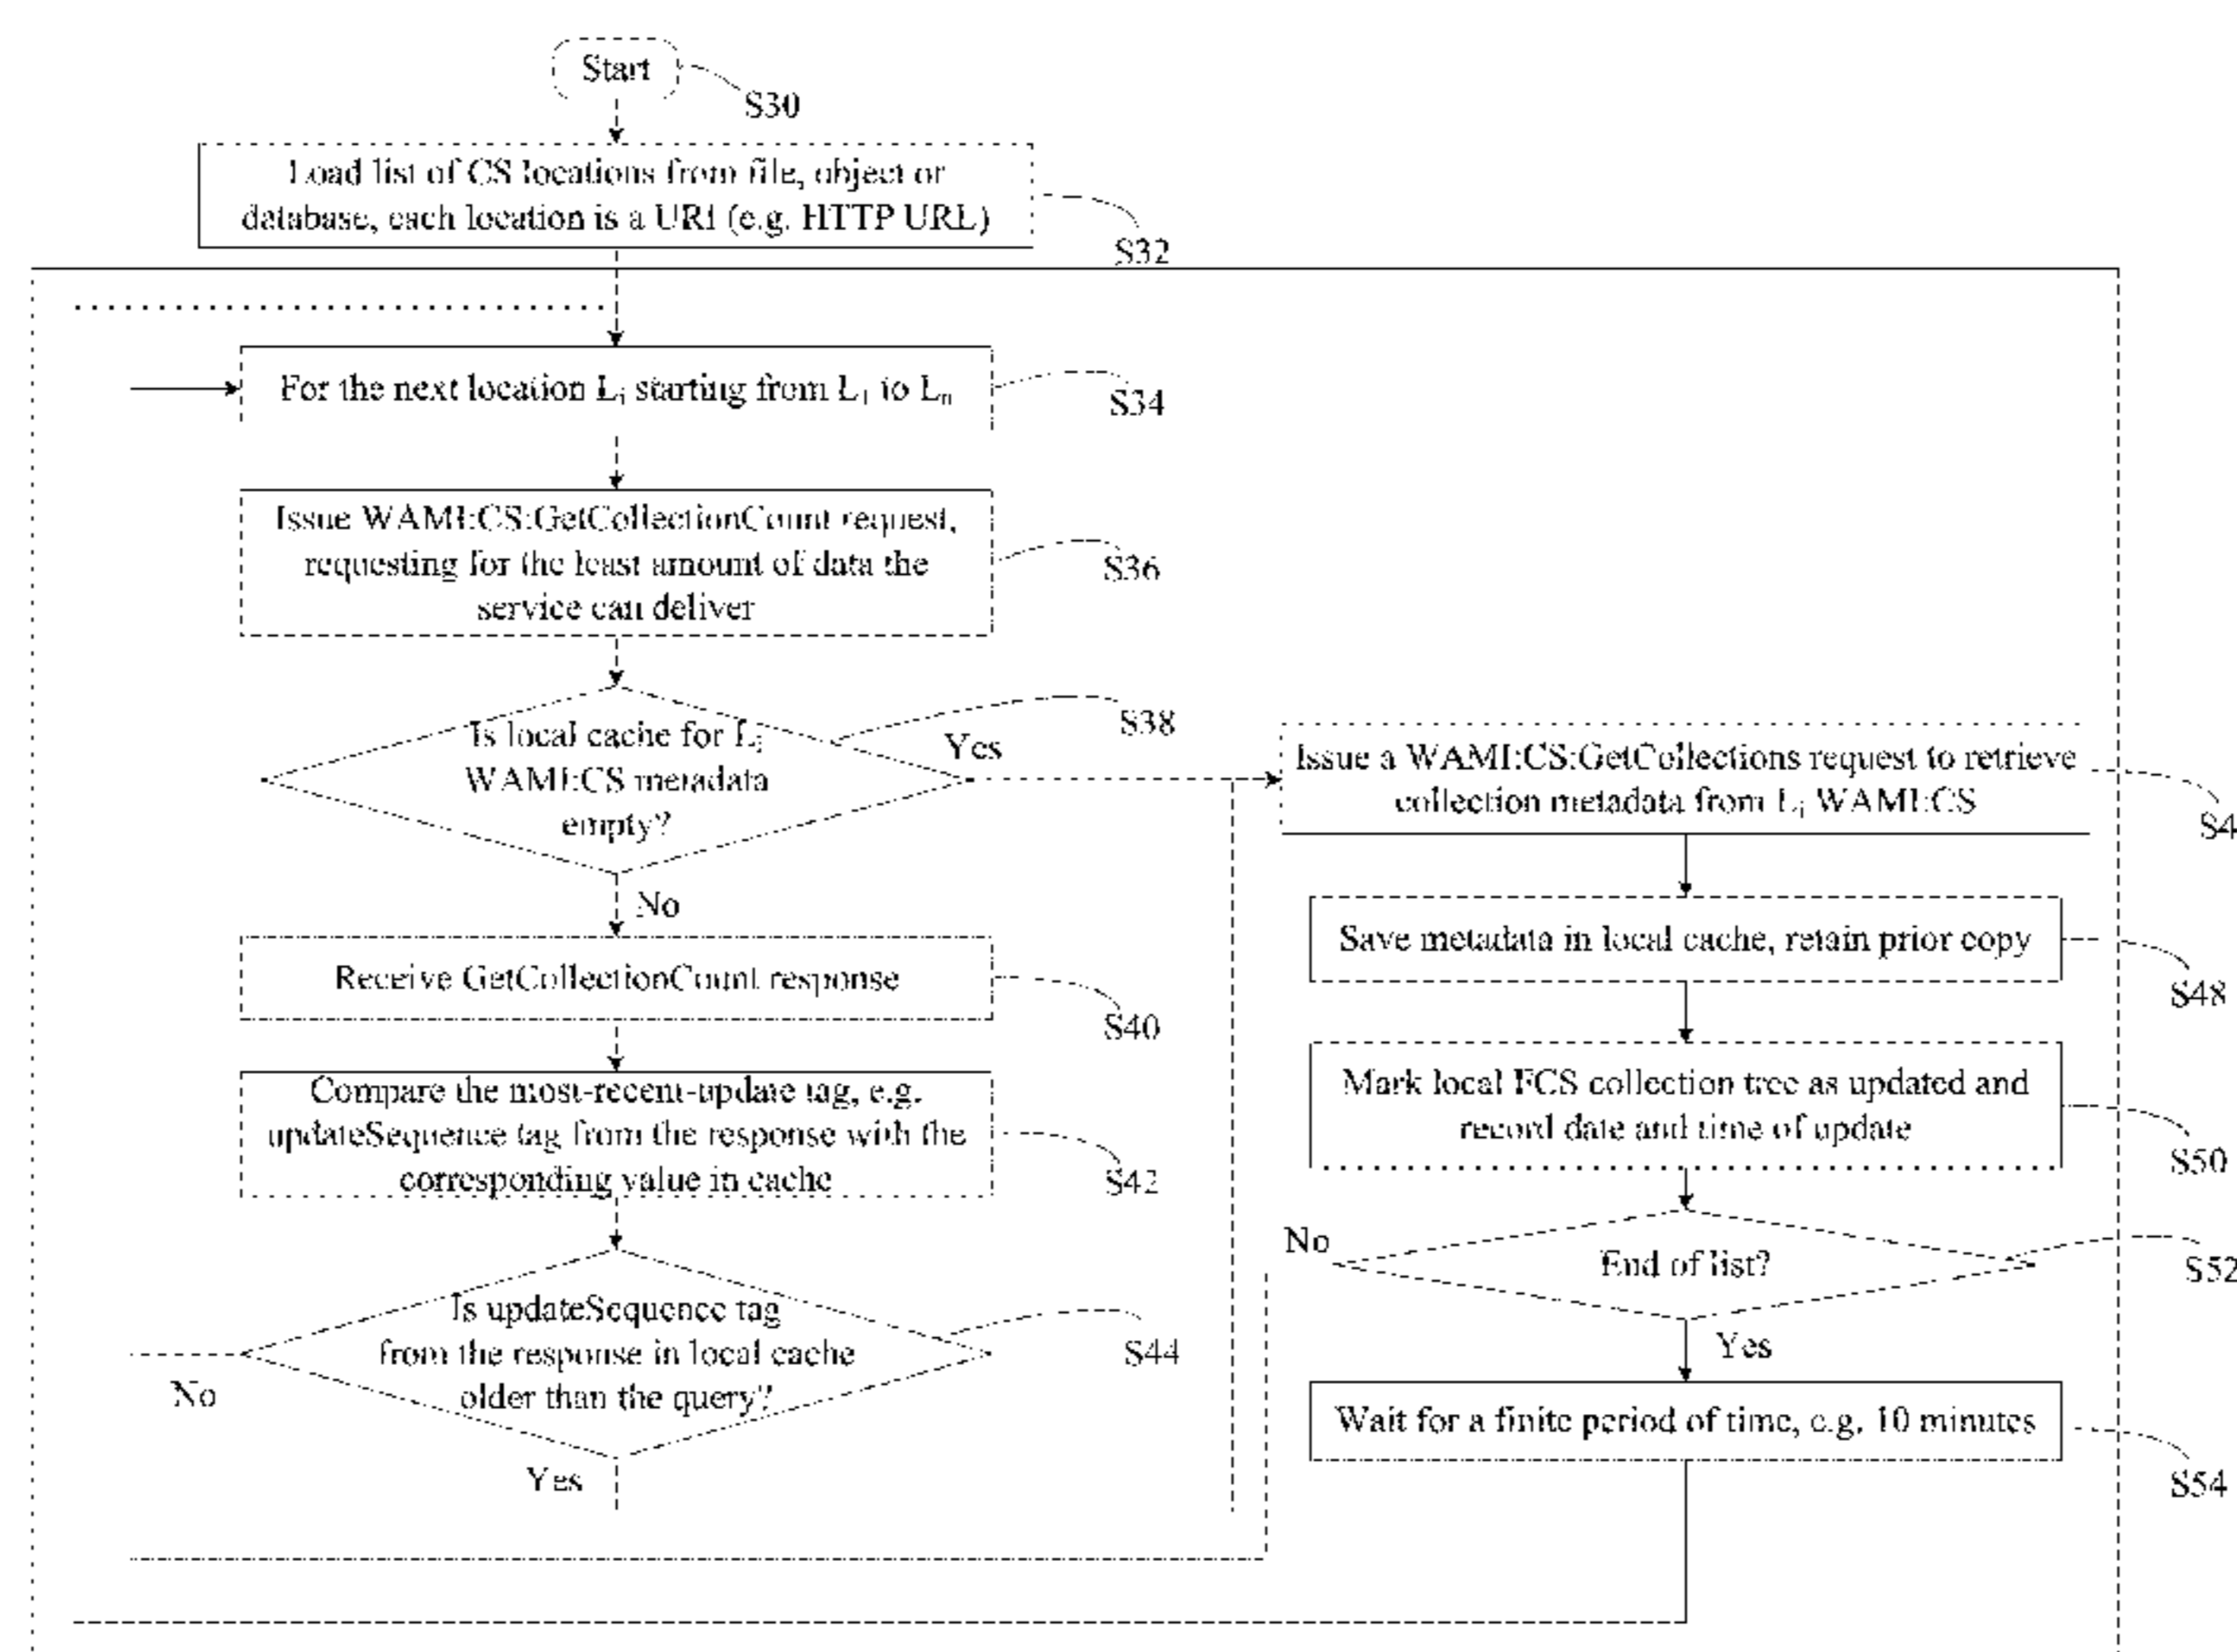 Start
S30
Load list of CS locations from file, object or
database, each location is a URI (e.g. HTTP URL)
S32
For the next location Li starting from L1 to Ln
S34
Issue WAMI:CS:GetCollectionCount request,
requesting for the least amount of data the
service can deliver
S36
Is local cache for Li
WAMI:CS metadata
empty?
S38
Yes
No
Issue a WAMI:CS:GetCollections request to retrieve
collection metadata from Li WAMI:CS
S4
Receive GetCollectionCount response
S40
Save metadata in local cache, retain prior copy
S48
Compare the most-recent-update tag, e.g.
updateSequence tag from the response with the
corresponding value in cache
S42
Mark local FCS collection tree as updated and
record date and time of update
S50
Is updateSequence tag
from the response in local cache
older than the query?
S44
No
Yes
End of list?
S52
No
Yes
Wait for a finite period of time, e.g. 10 minutes
S54